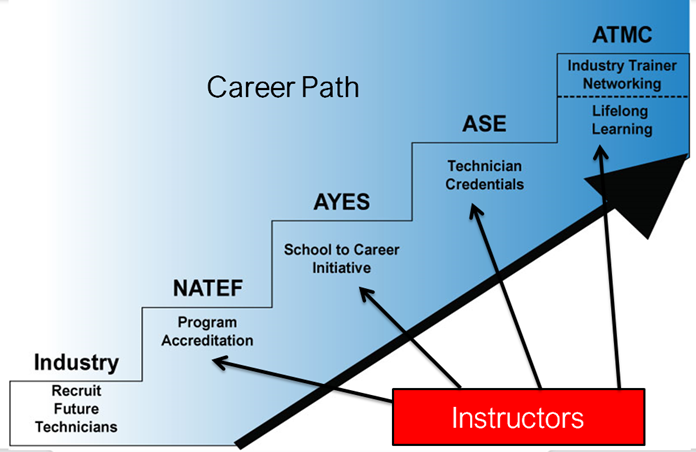 Career Path
ATMC
Industry Trainer
Networking
Lifelong
Learning
ASE
Technician
Credentials
AYES
School to Career
Initiative
NATEF
Program
Accreditation
Industry
Recruit
Future
Technicians
Instructors